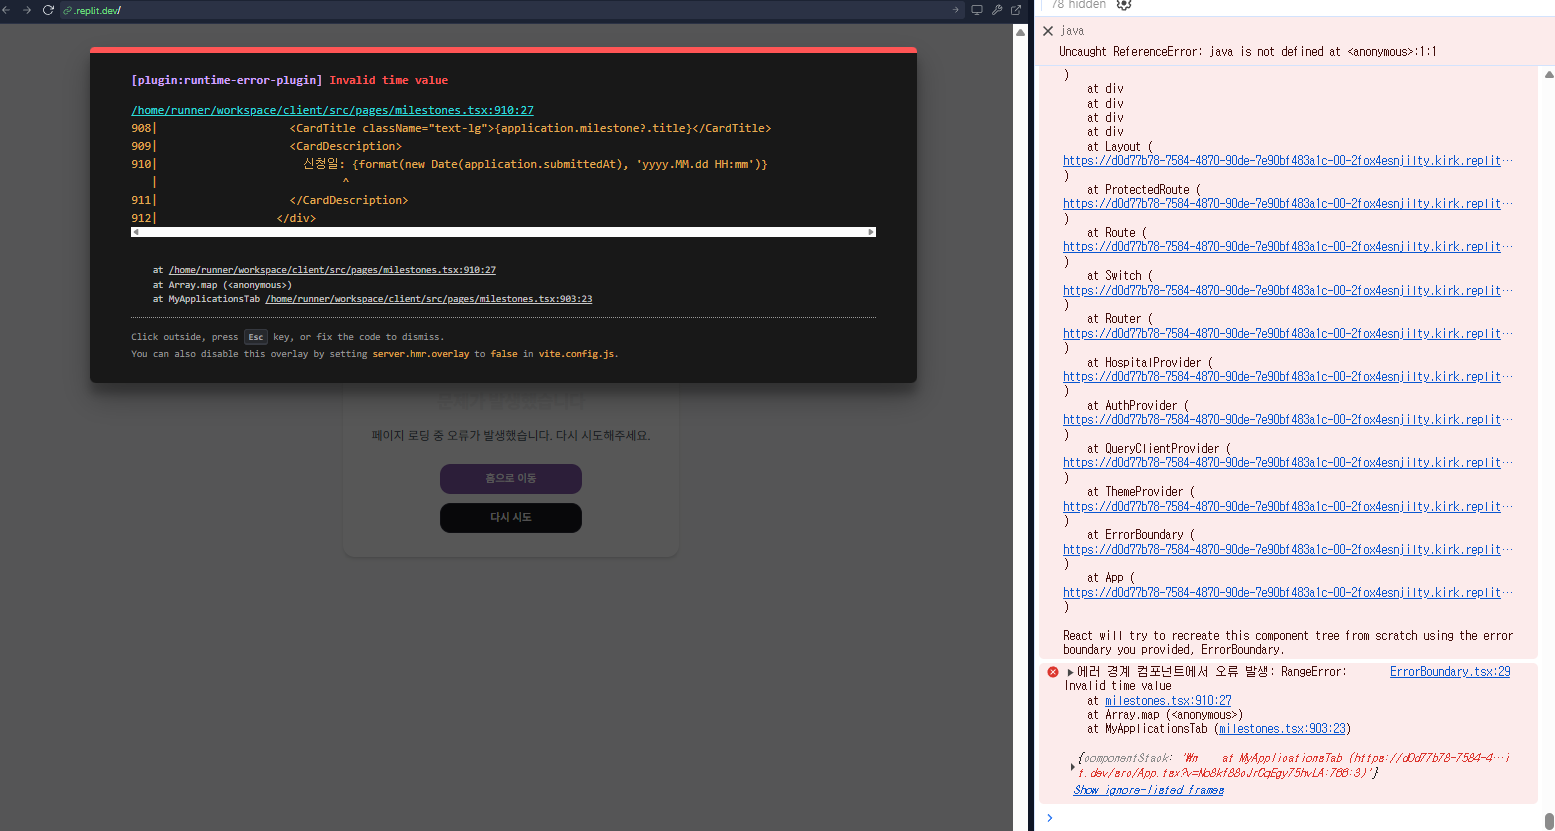 .replit.dev/
[plugin:runtime-error-plugin] Invalid time value
/home/runner/workspace/client/src/pages/milestones.tsx:910:27
908| <CardTitle className="text-lg">{application.milestone?.title}</CardTitle>
909| <CardDescription>
910| 신청일: {format(new Date(application.submittedAt), 'yyyy.MM.dd HH:mm')}
| ^
911| </CardDescription>
912| </div>
at /home/runner/workspace/client/src/pages/milestones.tsx:910:27
at Array.map (<anonymous>)
at MyApplicationsTab /home/runner/workspace/client/src/pages/milestones.tsx:903:23
Click outside, press Esc key, or fix the code to dismiss.
You can also disable this overlay by setting server.hmr.overlay to false in vite.config.js.
문제가 발생했습니다
페이지 로딩 중 오류가 발생했습니다. 다시 시도해주세요.
홈으로 이동
다시 시도
78 hidden
java
Uncaught ReferenceError: java is not defined at <anonymous>:1:1
)
at div
at div
at div
at div
at Layout (
https://d0d77b78-7584-4870-90de-7e90bf483a1c-00-2fox4esnjilty.kirk.replit…
)
at ProtectedRoute (
https://d0d77b78-7584-4870-90de-7e90bf483a1c-00-2fox4esnjilty.kirk.replit…
)
at Route (
https://d0d77b78-7584-4870-90de-7e90bf483a1c-00-2fox4esnjilty.kirk.replit…
)
at Switch (
https://d0d77b78-7584-4870-90de-7e90bf483a1c-00-2fox4esnjilty.kirk.replit…
)
at Router (
https://d0d77b78-7584-4870-90de-7e90bf483a1c-00-2fox4esnjilty.kirk.replit…
)
at HospitalProvider (
https://d0d77b78-7584-4870-90de-7e90bf483a1c-00-2fox4esnjilty.kirk.replit…
)
at AuthProvider (
https://d0d77b78-7584-4870-90de-7e90bf483a1c-00-2fox4esnjilty.kirk.replit…
)
at QueryClientProvider (
https://d0d77b78-7584-4870-90de-7e90bf483a1c-00-2fox4esnjilty.kirk.replit…
)
at ThemeProvider (
https://d0d77b78-7584-4870-90de-7e90bf483a1c-00-2fox4esnjilty.kirk.replit…
)
at ErrorBoundary (
https://d0d77b78-7584-4870-90de-7e90bf483a1c-00-2fox4esnjilty.kirk.replit…
)
at App (
https://d0d77b78-7584-4870-90de-7e90bf483a1c-00-2fox4esnjilty.kirk.replit…
)
React will try to recreate this component tree from scratch using the error
boundary you provided, ErrorBoundary.
에러 경계 컴포넌트에서 오류 발생: RangeError: ErrorBoundary.tsx:29
Invalid time value
at milestones.tsx:910:27
at Array.map (<anonymous>)
at MyApplicationsTab (milestones.tsx:903:23)
{componentStack: '₩n at MyApplicationsTab (https://d0d77b78-7584-4…i
t.dev/src/App.tsx?v=No8kf88oJrCqEgy75hvLA:766:3)'}
Show ignore-listed frames